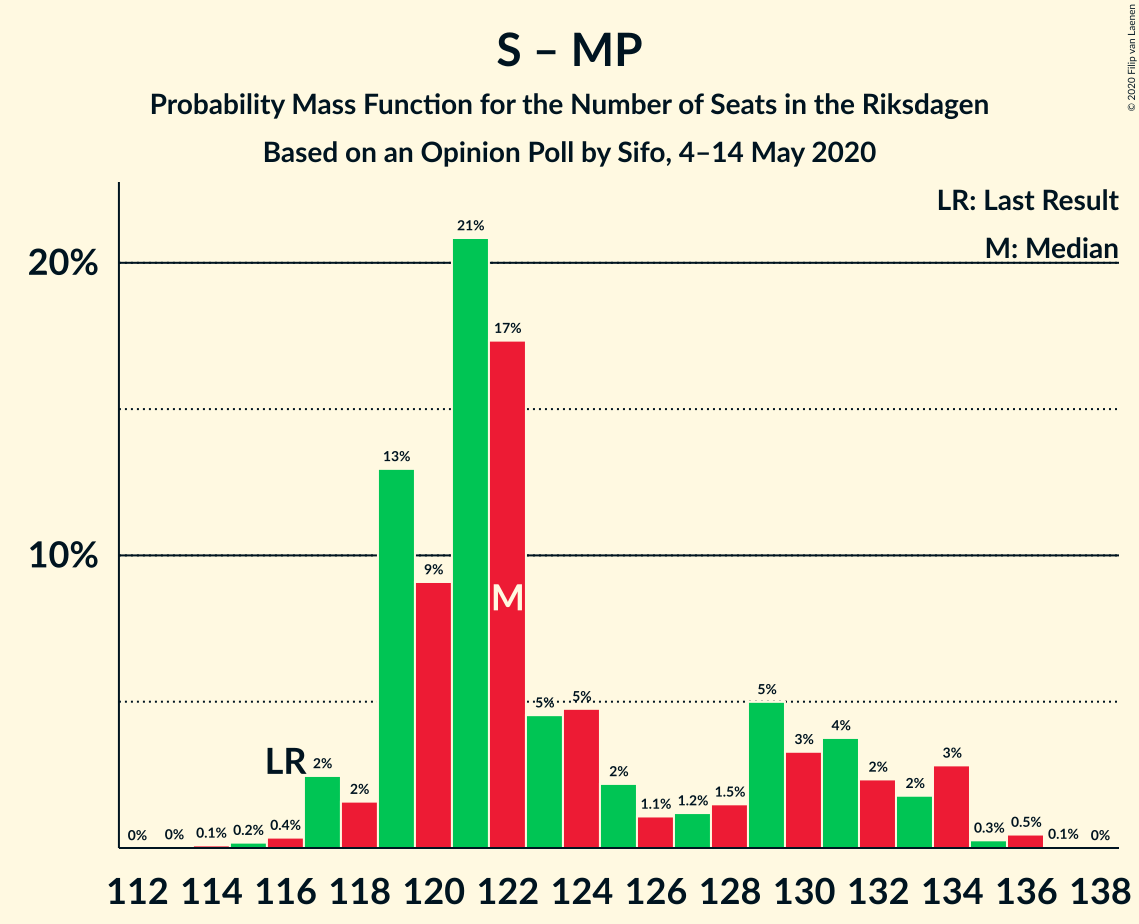 S – MP
Probability Mass Function for the Number of Seats in the Riksdagen
Based on an Opinion Poll by Sifo, 4–14 May 2020
© 2020 Filip van Laenen
LR: Last Result
M: Median
20%
10%
0% 0% 0.1% 0.2% 0.4% 2% 2% 13% 9% 21% 17% 5% 5% 2% 1.1% 1.2% 1.5% 5% 3% 4% 2% 2% 3% 0.3% 0.5% 0.1% 0%
LR
M
112 114 116 118 120 122 124 126 128 130 132 134 136 138